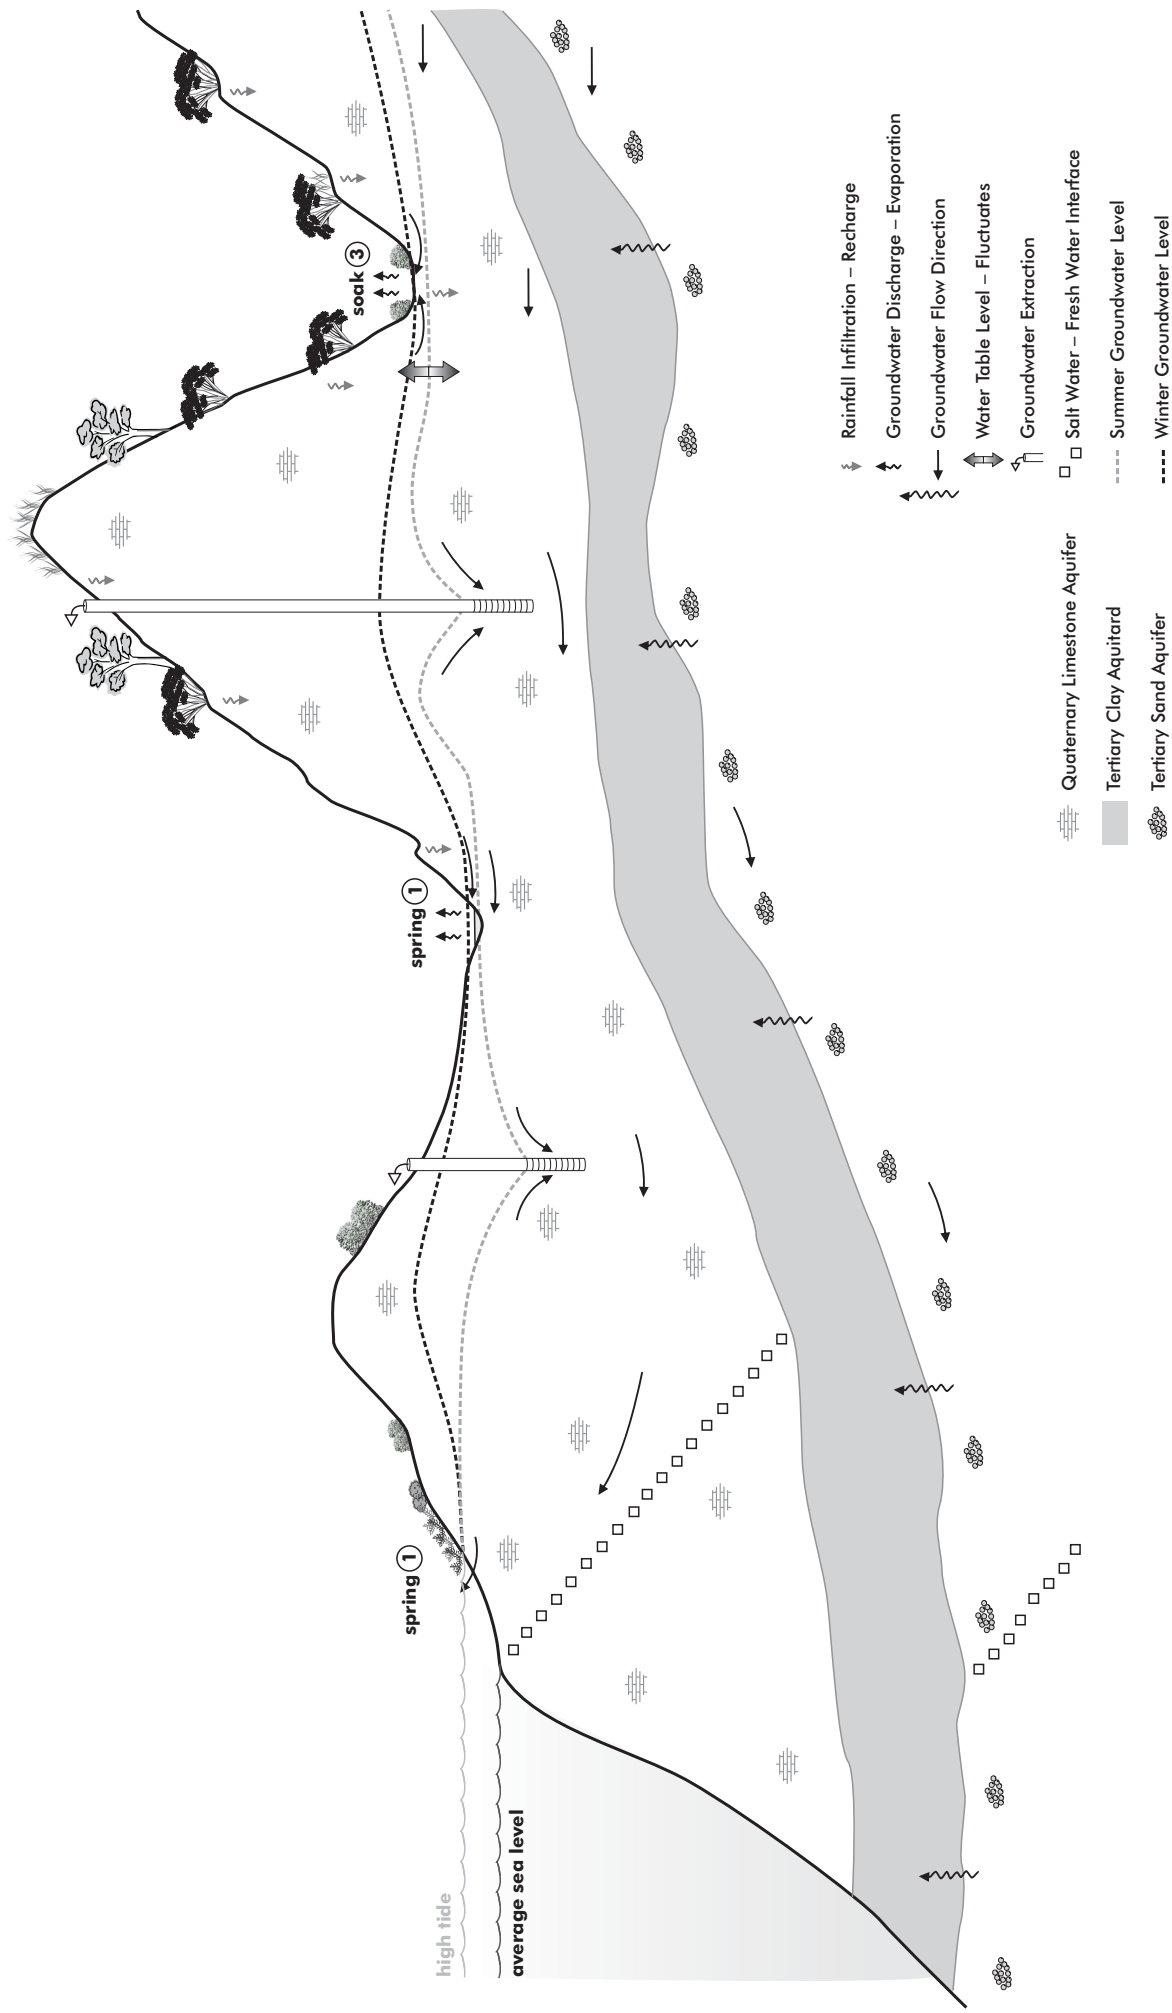 high tide
average sea level
spring 1
spring 1
soak 3
Quaternary Limestone Aquifer
Tertiary Clay Aquitard
Tertiary Sand Aquifer
Rainfall Infiltration – Recharge
Groundwater Discharge – Evaporation
Groundwater Flow Direction
Water Table Level – Fluctuates
Groundwater Extraction
Salt Water – Fresh Water Interface
Summer Groundwater Level
Winter Groundwater Level